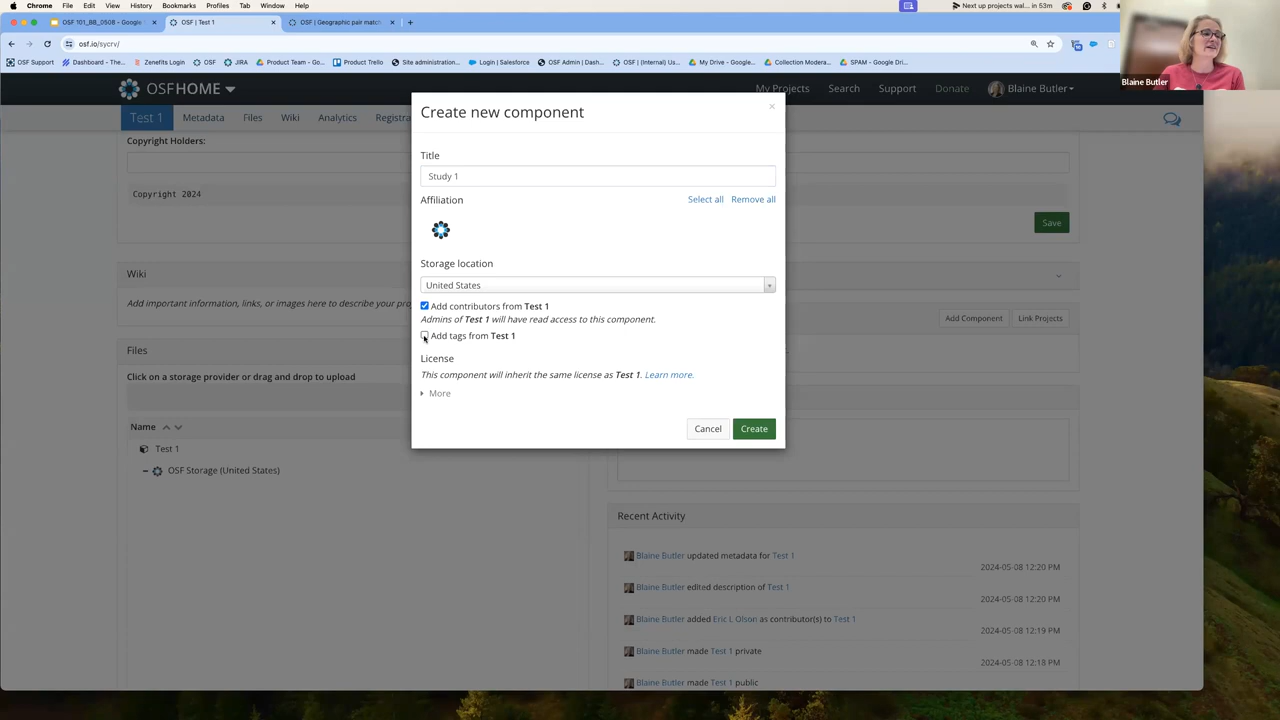 Chrome File Edit View History Bookmarks Profiles Tab Window Help
Next up projects wal... in 53m
OSF 101_BB_0508 - Google
OSF | Test 1
OSF | Geographic pair match
osf.io/sycrv/
OSF Support
Dashboard - The...
Zenefits Login
OSF
JIRA
Product Team - Go...
Product Trello
Site administration...
Login | Salesforce
OSF Admin | Dash...
OSF | (Internal) Us...
My Drive - Google...
Collection Modera...
SPAM - Google Dri...
Blaine Butler
OSFHOME
My Projects Search Support Donate Blaine Butler
Test 1 Metadata Files Wiki Analytics Registra
Copyright Holders:
Copyright 2024
Save
Create new component
×
Title
Study 1
Affiliation
Select all Remove all
Storage location
United States
Add contributors from Test 1
Admins of Test 1 will have read access to this component.
Add tags from Test 1
License
This component will inherit the same license as Test 1. Learn more.
More
Cancel Create
Wiki
Add important information, links, or images here to describe your pro
Files
Click on a storage provider or drag and drop to upload
Name
Test 1
OSF Storage (United States)
Add Component Link Projects
Recent Activity
Blaine Butler updated metadata for Test 1
2024-05-08 12:20 PM
Blaine Butler edited description of Test 1
2024-05-08 12:20 PM
Blaine Butler added Eric L Olson as contributor(s) to Test 1
2024-05-08 12:19 PM
Blaine Butler made Test 1 private
2024-05-08 12:18 PM
Blaine Butler made Test 1 public